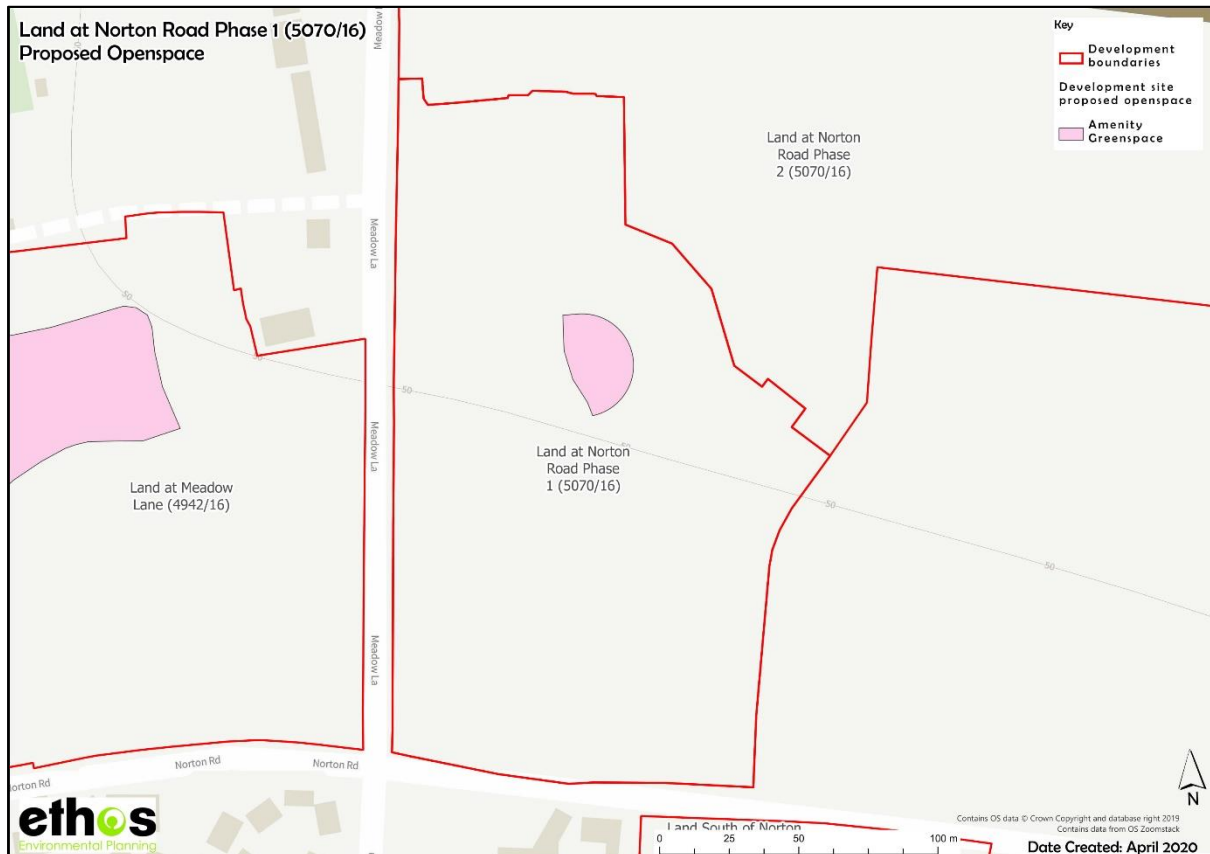 Land at Norton Road Phase 1 (5070/16)
Proposed Openspace
Key
Development
boundaries
Development site
proposed openspace
Amenity
Greenspace
Meadow
Land at Norton
Road Phase
2 (5070/16)
Meadow La
50
50
50
50
Land at Norton
Road Phase
1 (5070/16)
Meadow La
Land at Meadow
Lane (4942/16)
50
50
Meadow La
Norton Rd
Norton Rd
orton Rd
ethos
Environmental Planning
Land South of Norton
0 25 50 100 m
N
Contains OS data © Crown Copyright and database right 2019
Contains data from OS Zoomstack
Date Created: April 2020